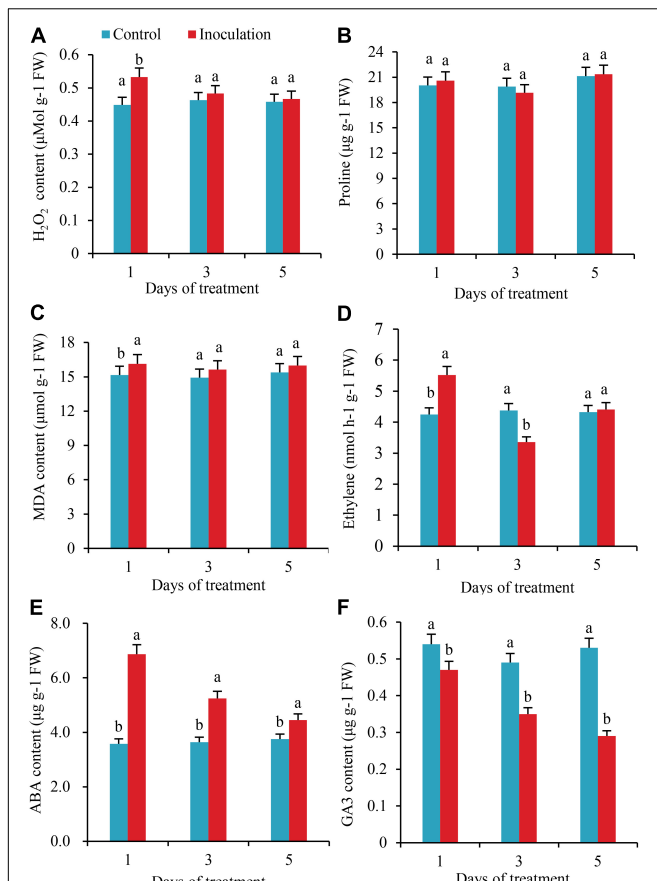 A
Control
Inoculation
H₂O₂ content (µMol g-1 FW)
0.6
0.5
0.4
0.3
0.2
0.1
0
a b
a a
a a
1 3 5
Days of treatment
B
Proline (µg g-1 FW)
24
21
18
15
12
9
6
3
0
a a
a a
a a
1 3 5
Days of treatment
C
MDA content (µmol g-1 FW)
18
15
12
9
6
3
0
b a
a a
a a
1 3 5
Days of treatment
D
Ethylene (nmol h-1 g-1 FW)
7
6
5
4
3
2
1
0
b a
a b
a a
1 3 5
Days of treatment
E
ABA content (µg g-1 FW)
8.0
6.0
4.0
2.0
0.0
b a
b a
b a
1 3 5
Days of treatment
F
GA3 content (µg g-1 FW)
0.6
0.5
0.4
0.3
0.2
0.1
0
a b
a b
a b
1 3 5
Days of treatment